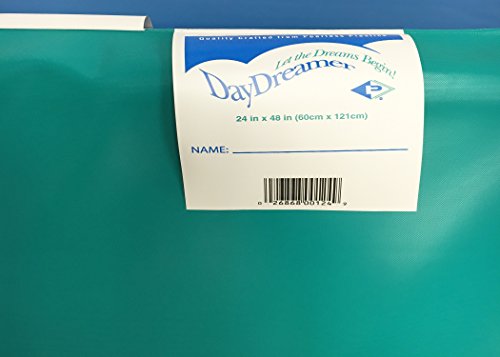 Quality Crafted from Peerless Plastics
Let the Dreams Begin!
DayDreamer
P
24 in x 48 in (60cm x 121cm)
NAME:
0 26868 00124 9